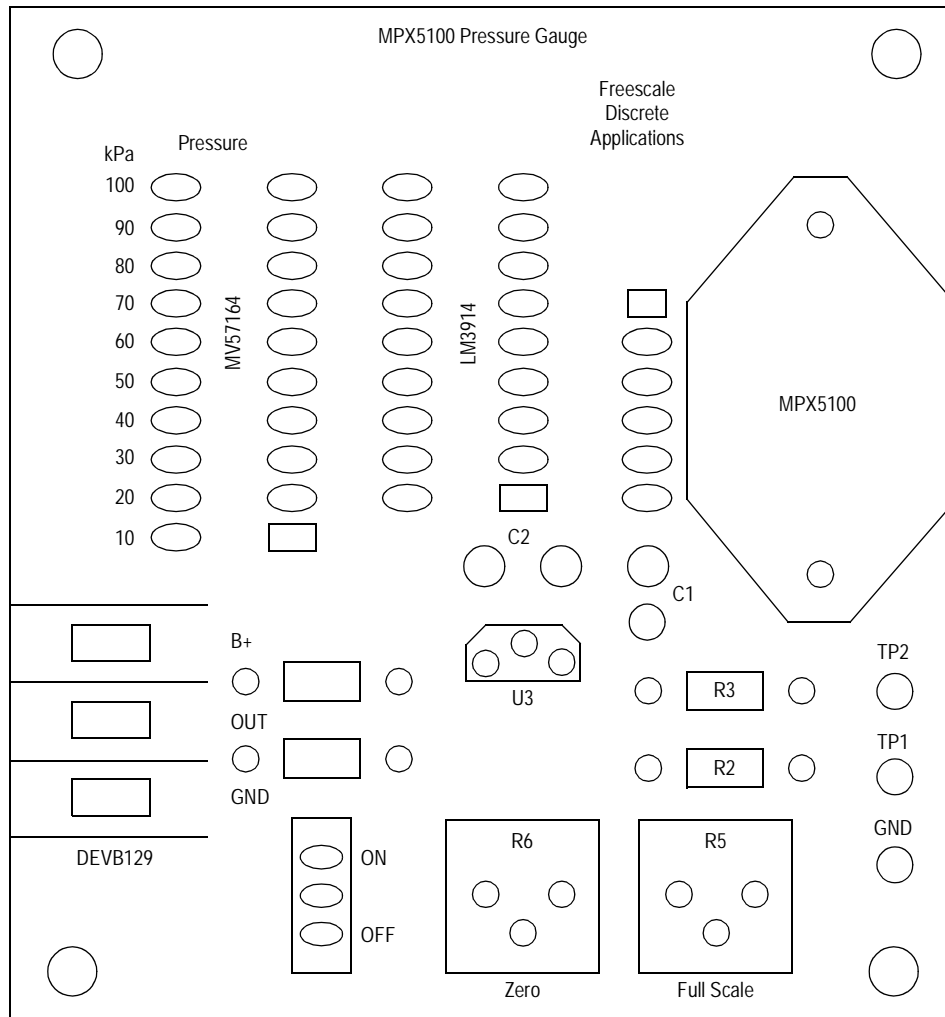 MPX5100 Pressure Gauge
Freescale
Discrete
Applications
Pressure
kPa
100
90
80
70
60
50
40
30
20
10
MV57164
LM3914
MPX5100
C2
C1
B+
U3
R3
TP2
OUT
R2
TP1
GND
DEVB129
ON
OFF
R6
R5
GND
Zero
Full Scale